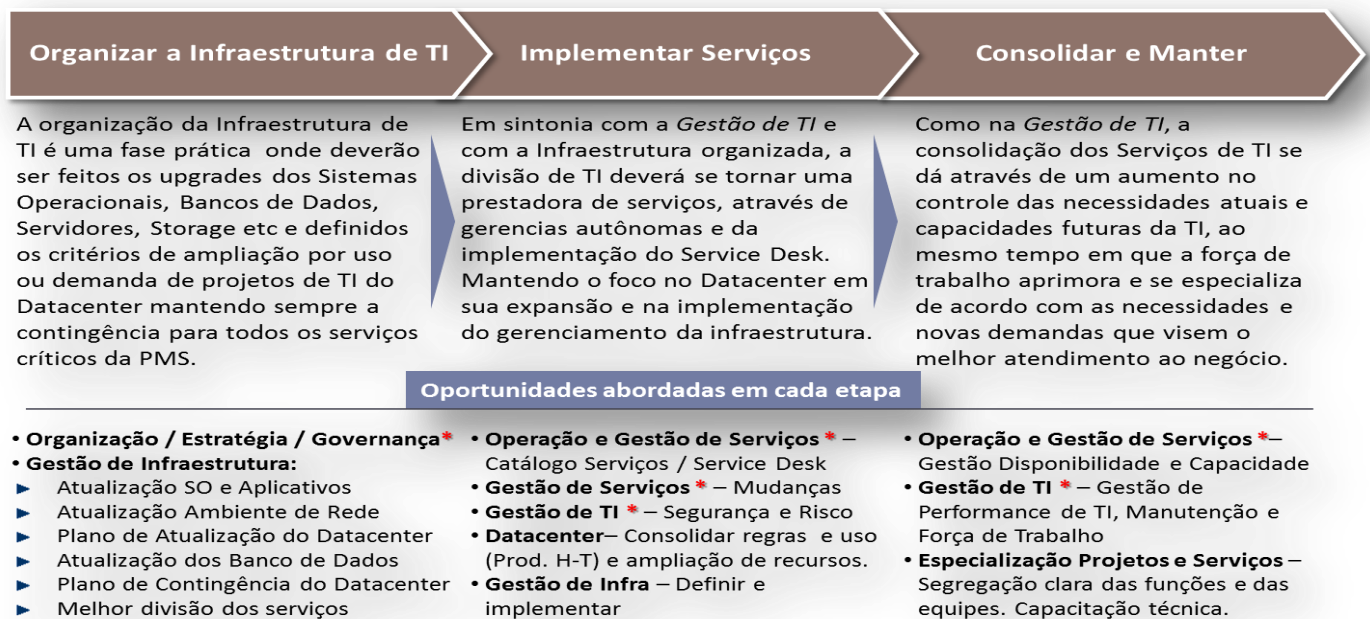 Organizar a Infraestrutura de TI
Implementar Serviços
Consolidar e Manter
A organização da Infraestrutura de
TI é uma fase prática onde deverão
ser feitos os upgrades dos Sistemas
Operacionais, Bancos de Dados,
Servidores, Storage etc e definidos
os critérios de ampliação por uso
ou demanda de projetos de TI do
Datacenter mantendo sempre a
contingência para todos os serviços
críticos da PMS.
Em sintonia com a Gestão de TI e
com a Infraestrutura organizada, a
divisão de TI deverá se tornar uma
prestadora de serviços, através de
gerencias autônomas e da
implementação do Service Desk.
Mantendo o foco no Datacenter em
sua expansão e na implementação
do gerenciamento da infraestrutura.
Como na Gestão de TI, a
consolidação dos Serviços de TI se
dá através de um aumento no
controle das necessidades atuais e
capacidades futuras da TI, ao
mesmo tempo em que a força de
trabalho aprimora e se especializa
de acordo com as necessidades e
novas demandas que visem o
melhor atendimento ao negócio.
Oportunidades abordadas em cada etapa
• Organização / Estratégia / Governança*
• Gestão de Infraestrutura:
► Atualização SO e Aplicativos
► Atualização Ambiente de Rede
► Plano de Atualização do Datacenter
► Atualização dos Banco de Dados
► Plano de Contingência do Datacenter
► Melhor divisão dos serviços
• Operação e Gestão de Serviços * –
Catálogo Serviços / Service Desk
• Gestão de Serviços * – Mudanças
• Gestão de TI * – Segurança e Risco
• Datacenter– Consolidar regras e uso
(Prod. H-T) e ampliação de recursos.
• Gestão de Infra – Definir e
implementar
• Operação e Gestão de Serviços *–
Gestão Disponibilidade e Capacidade
• Gestão de TI * – Gestão de
Performance de TI, Manutenção e
Força de Trabalho
• Especialização Projetos e Serviços –
Segregação clara das funções e das
equipes. Capacitação técnica.